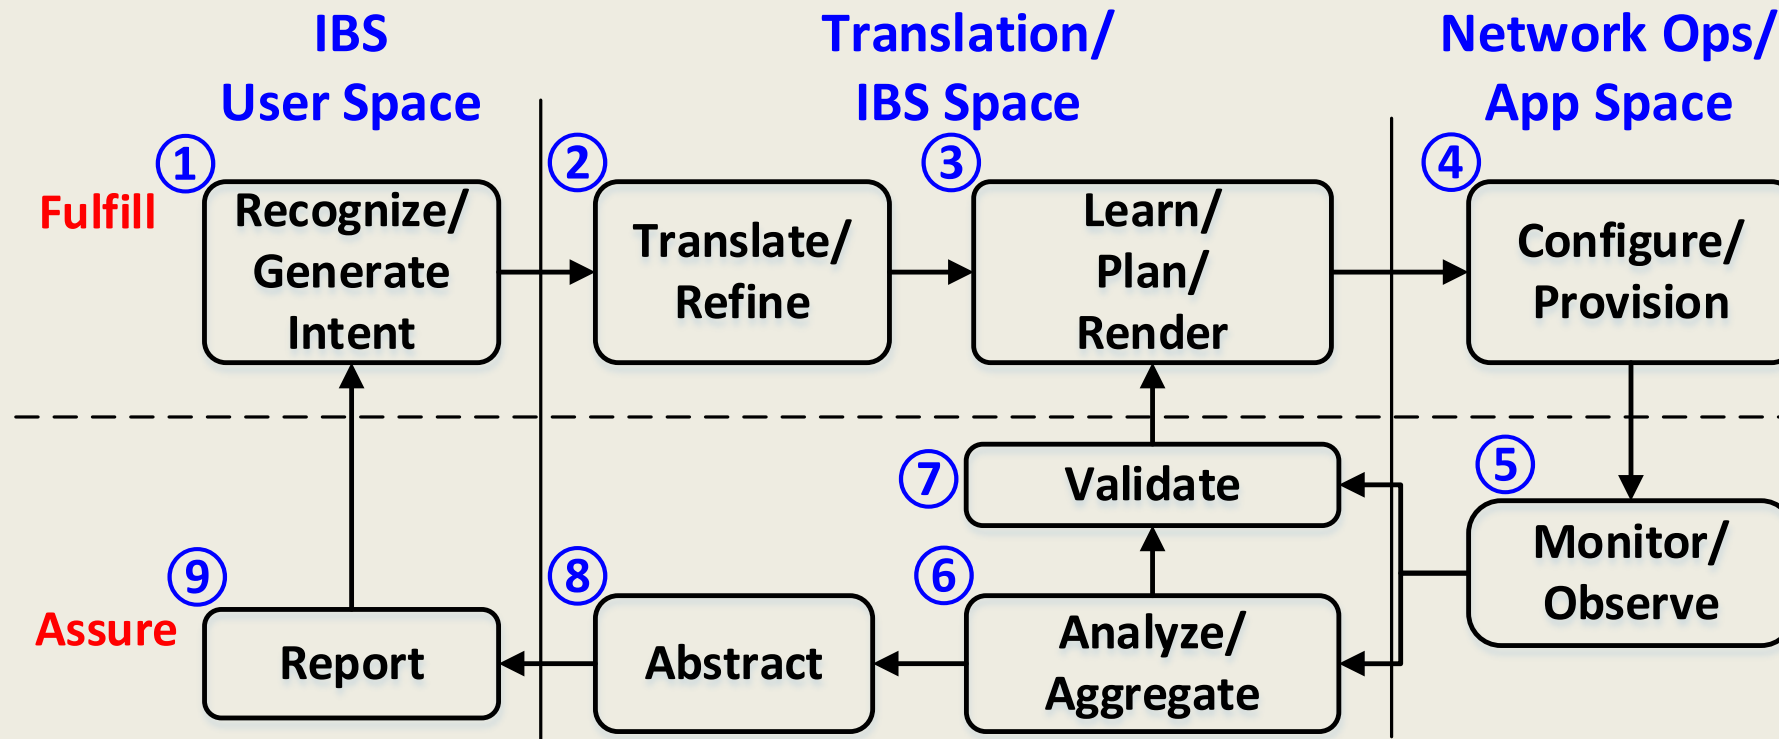 IBS
User Space
Translation/
IBS Space
Network Ops/
App Space
Fulfill
1
Recognize/
Generate
Intent
2
Translate/
Refine
3
Learn/
Plan/
Render
4
Configure/
Provision
5
Monitor/
Observe
7
Validate
6
Analyze/
Aggregate
8
Abstract
9
Report
Assure